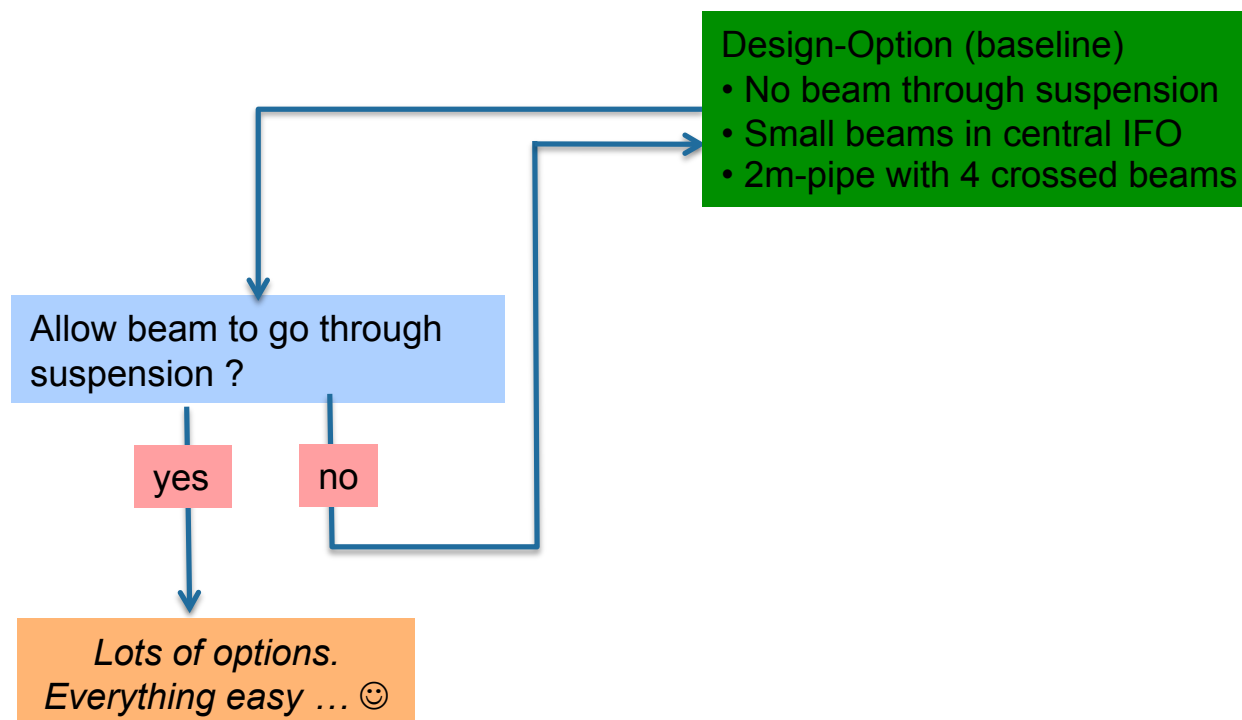 Design-Option (baseline)
• No beam through suspension
• Small beams in central IFO
• 2m-pipe with 4 crossed beams
Allow beam to go through
suspension ?
yes
no
Lots of options.
Everything easy … ☺